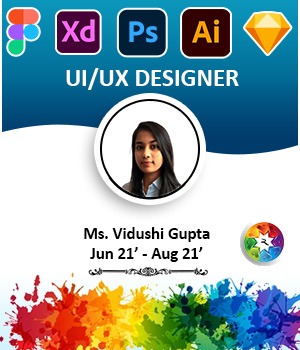 Xd Ps Ai
UI/UX DESIGNER
Ms. Vidushi Gupta
Jun 21’ - Aug 21’